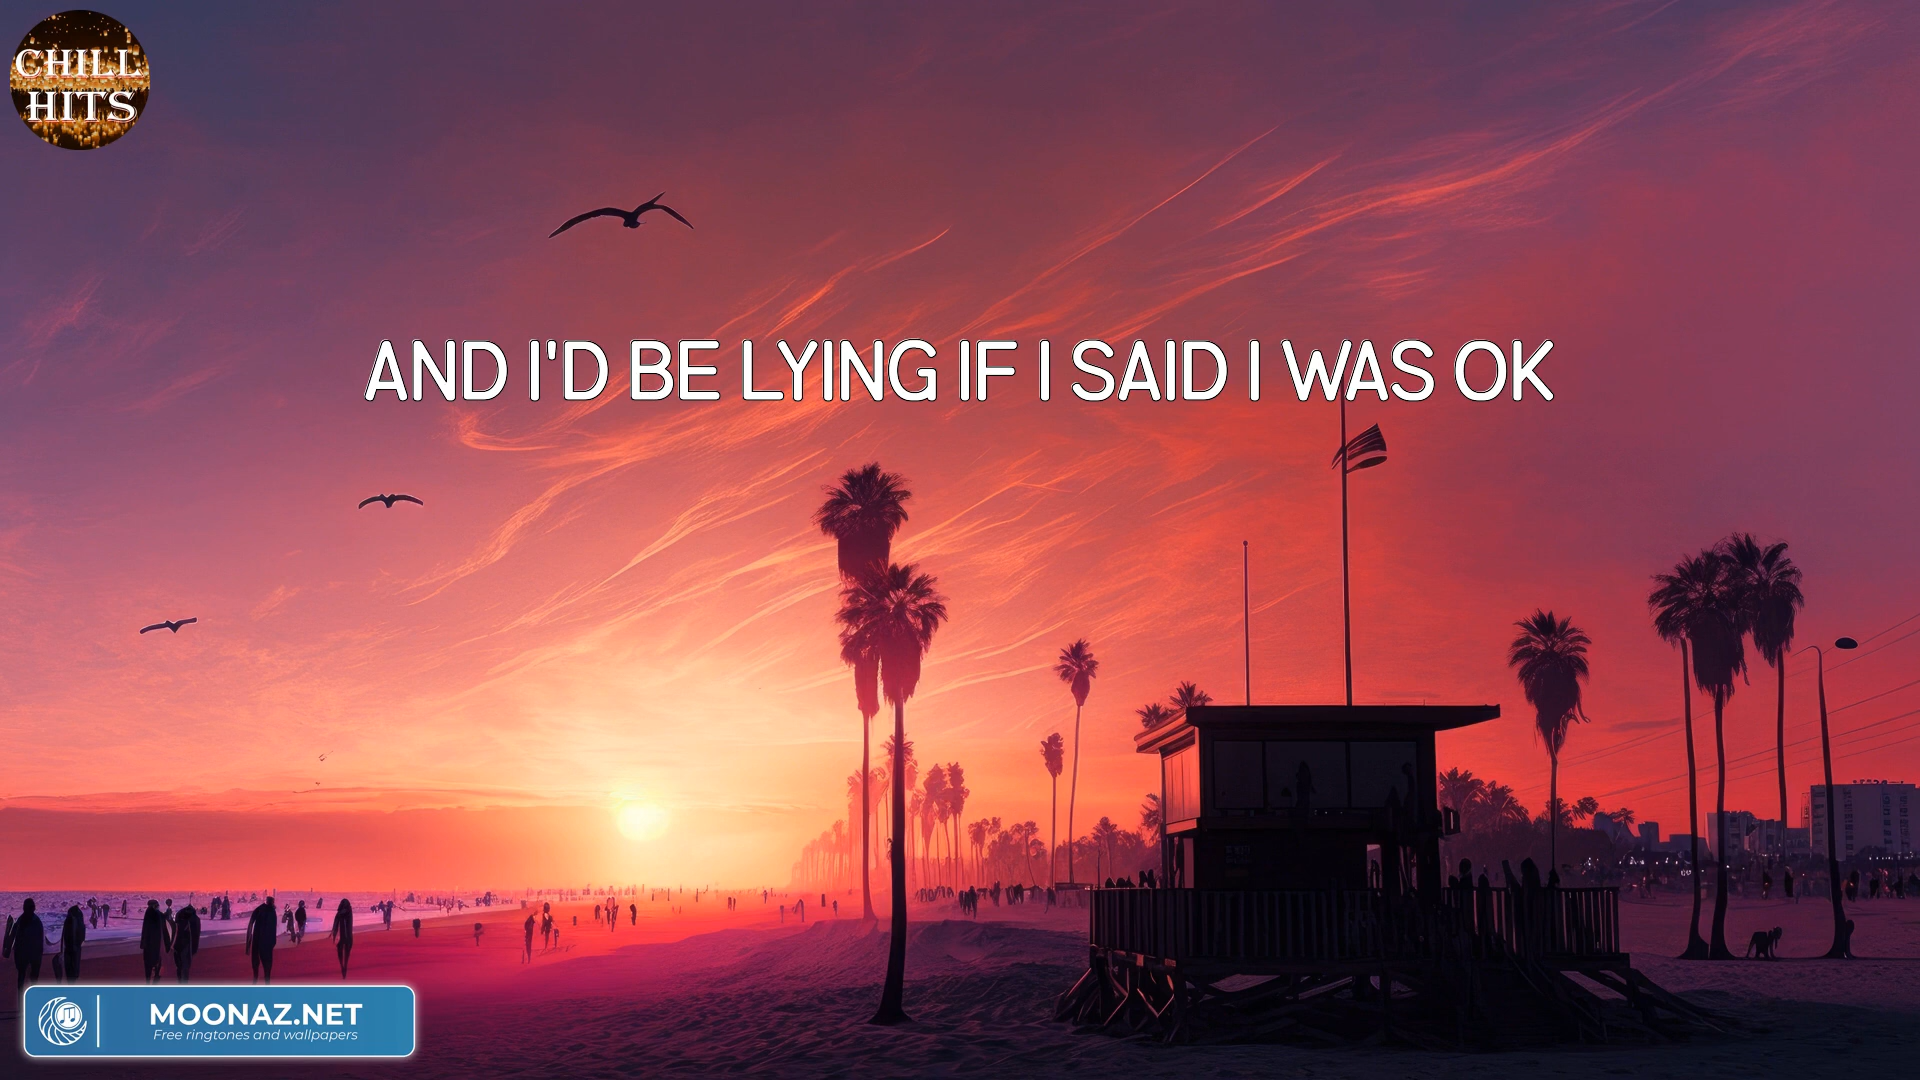 CHILL
HITS
AND I'D BE LYING IF I SAID I WAS OK
MOONAZ.NET
Free ringtones and wallpapers